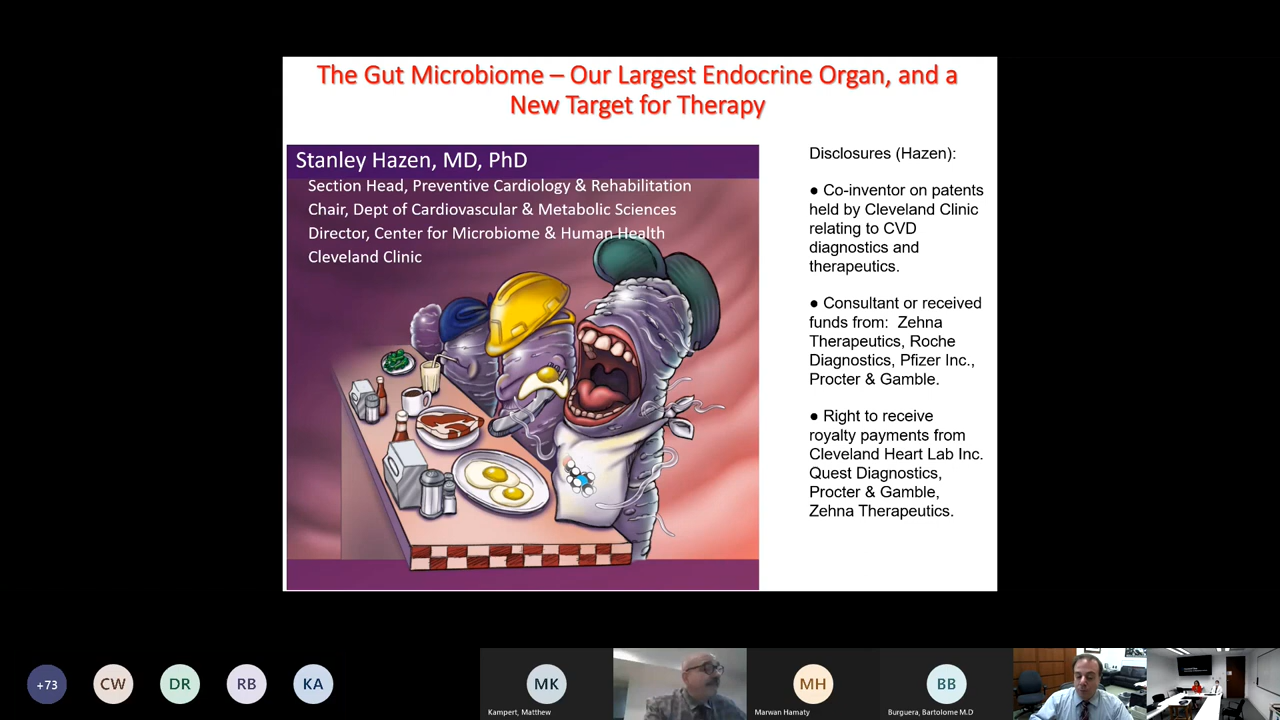 The Gut Microbiome – Our Largest Endocrine Organ, and a
New Target for Therapy
Stanley Hazen, MD, PhD
Section Head, Preventive Cardiology & Rehabilitation
Chair, Dept of Cardiovascular & Metabolic Sciences
Director, Center for Microbiome & Human Health
Cleveland Clinic
Disclosures (Hazen):
● Co-inventor on patents
held by Cleveland Clinic
relating to CVD
diagnostics and
therapeutics.
● Consultant or received
funds from: Zehna
Therapeutics, Roche
Diagnostics, Pfizer Inc.,
Procter & Gamble.
● Right to receive
royalty payments from
Cleveland Heart Lab Inc.
Quest Diagnostics,
Procter & Gamble,
Zehna Therapeutics.
+73
CW
DR
RB
KA
MK
MH
BB
Kampert, Matthew
Marwan Hamaty
Burguera, Bartolome M.D